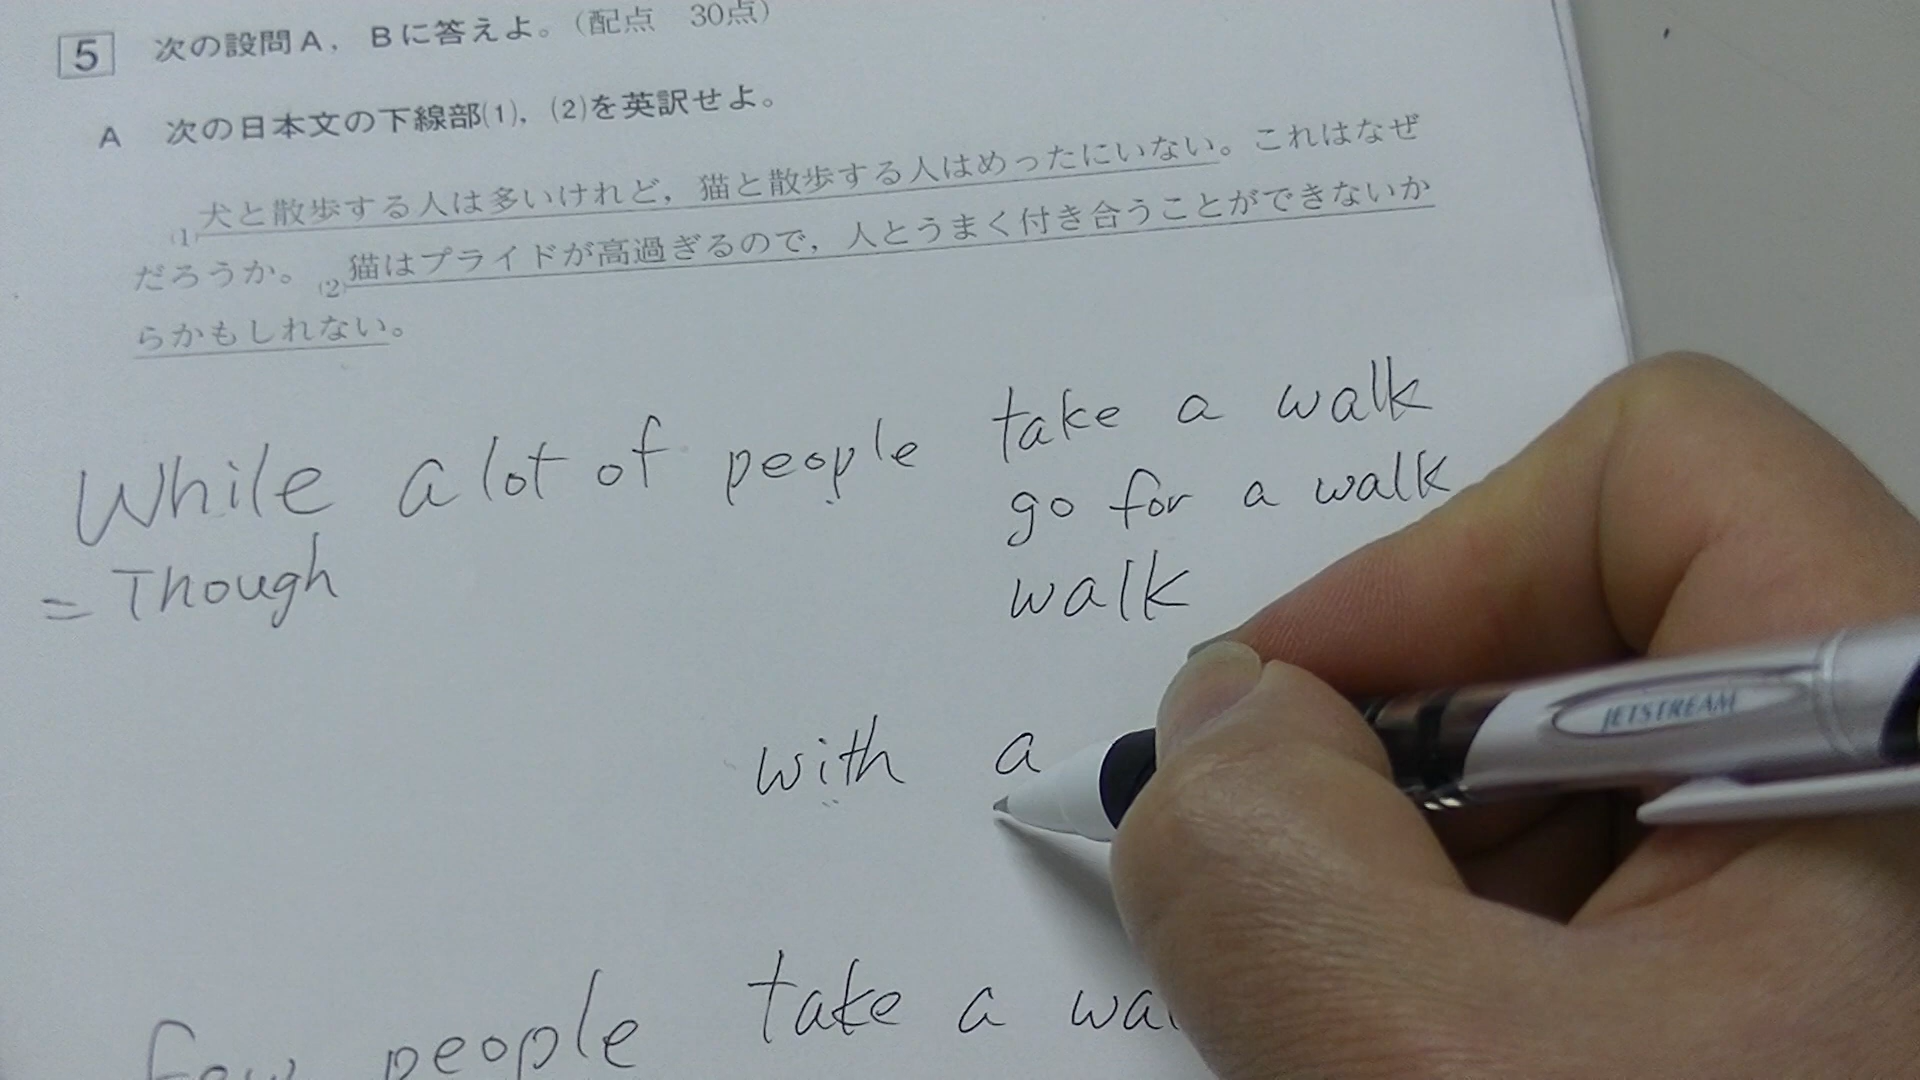 5 次の設問A,Bに答えよ。(配点 30点)
A 次の日本文の下線部(1),(2)を英訳せよ。
(1)犬と散歩する人は多いけれど,猫と散歩する人はめったにいない。これはなぜ
だろうか。(2)猫はプライドが高過ぎるので,人とうまく付き合うことができないか
らかもしれない。
While a lot of people take a walk
go for a walk
= Though
walk
with a
JETSTREAM
few people take a wal